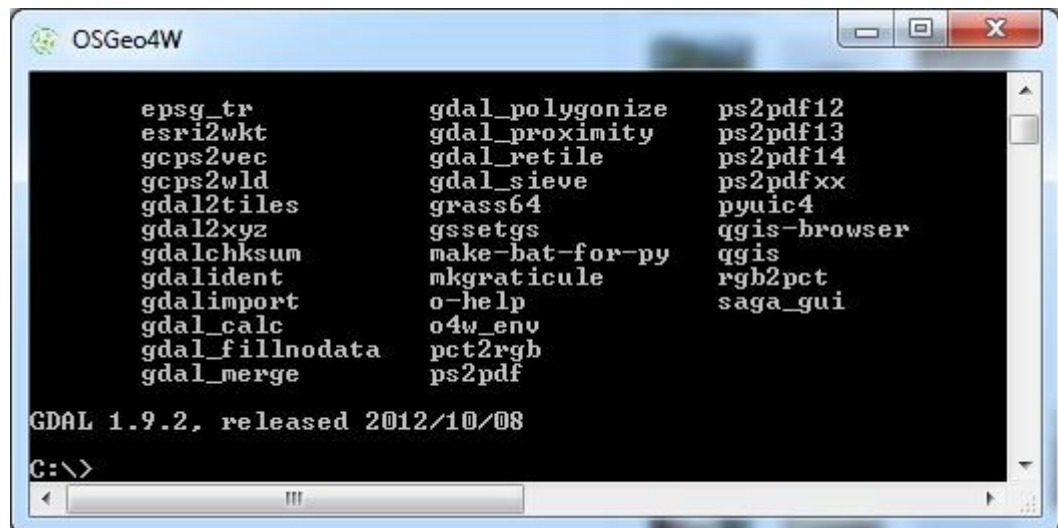 OSGeo4W
epsg_tr gdal_polygonize ps2pdf12
esri2wkt gdal_proximity ps2pdf13
gcps2vec gdal_retile ps2pdf14
gcps2wld gdal_sieve ps2pdfxx
gdal2tiles grass64 pyuic4
gdal2xyz gssetgs qgis-browser
gdalchksum make-bat-for-py qgis
gdalident mkgraticule rgb2pct
gdalimport o-help saga_gui
gdal_calc o4w_env
gdal_fillnodata pct2rgb
gdal_merge ps2pdf
GDAL 1.9.2, released 2012/10/08
C:\>